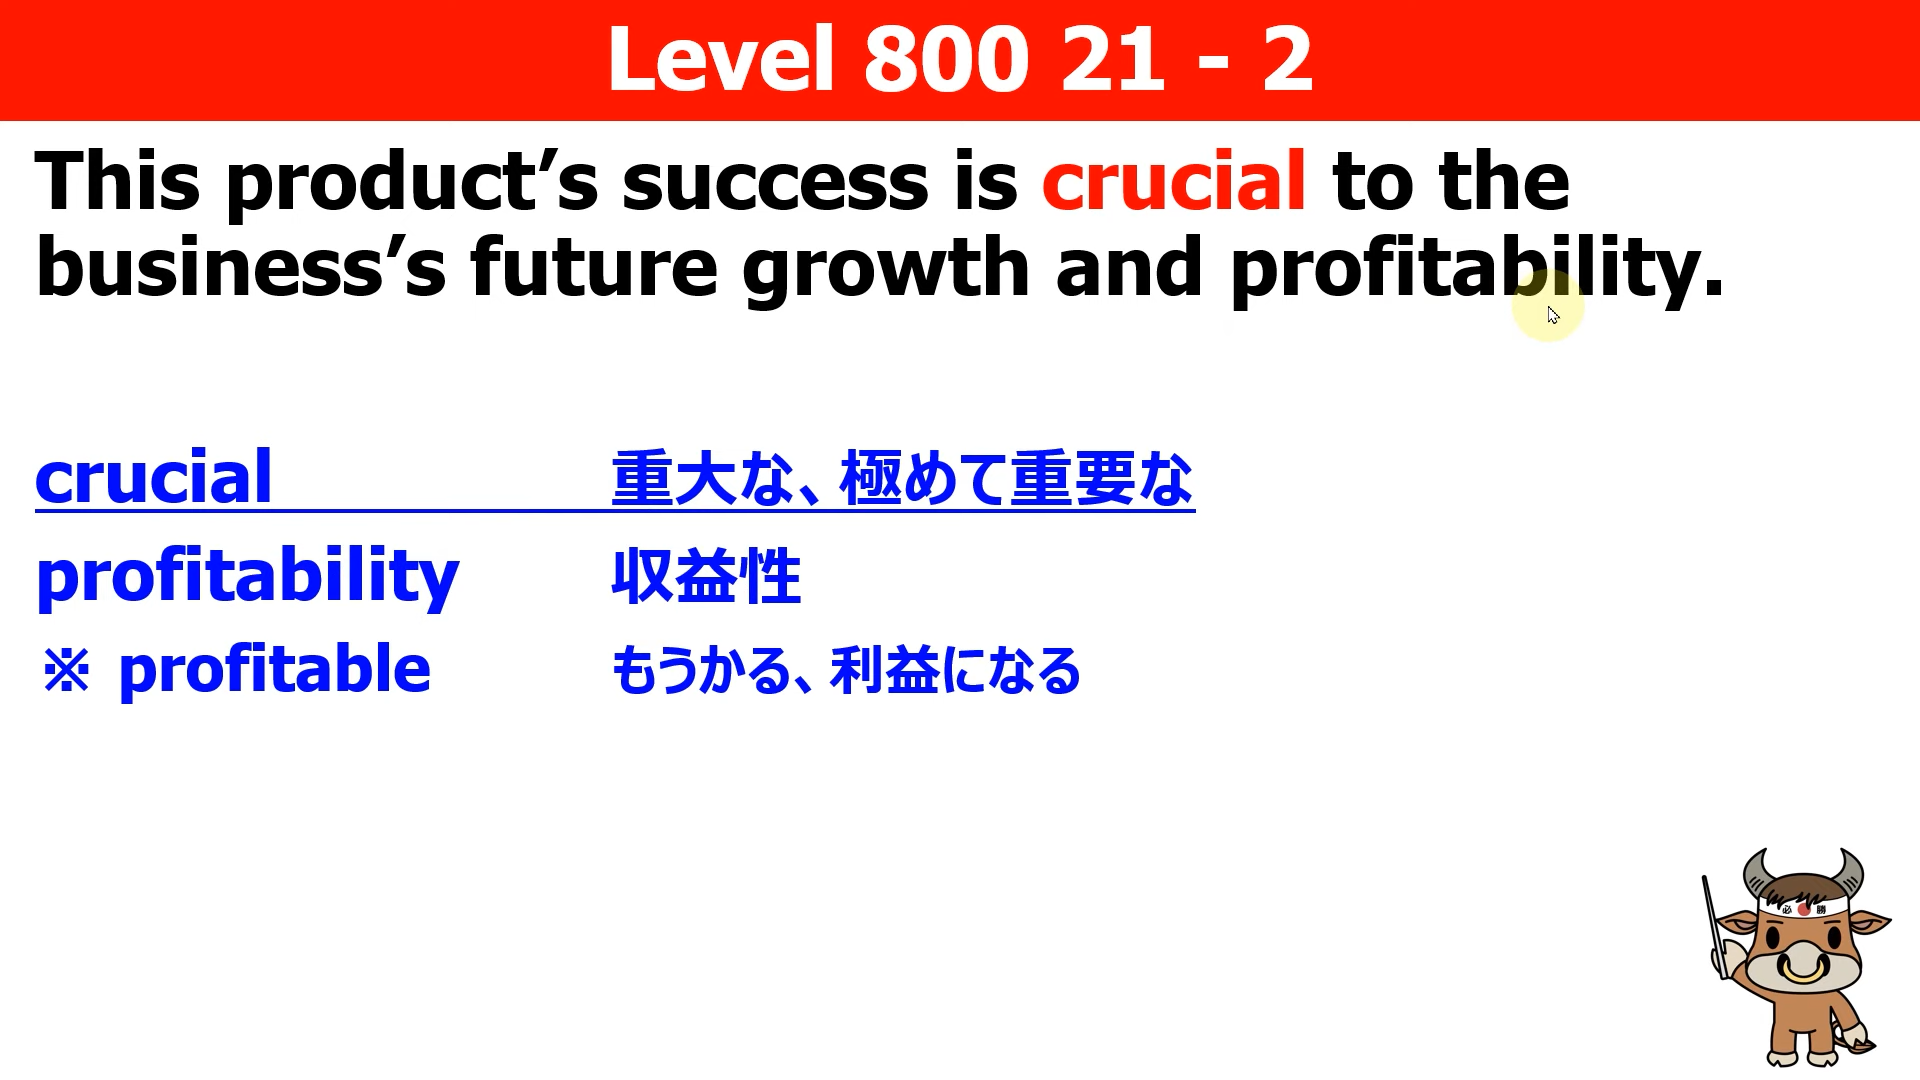 Level 800 21 - 2
This product’s success is crucial to the
business’s future growth and profitability.
crucial 重大な、極めて重要な
profitability 収益性
※ profitable もうかる、利益になる
必 勝